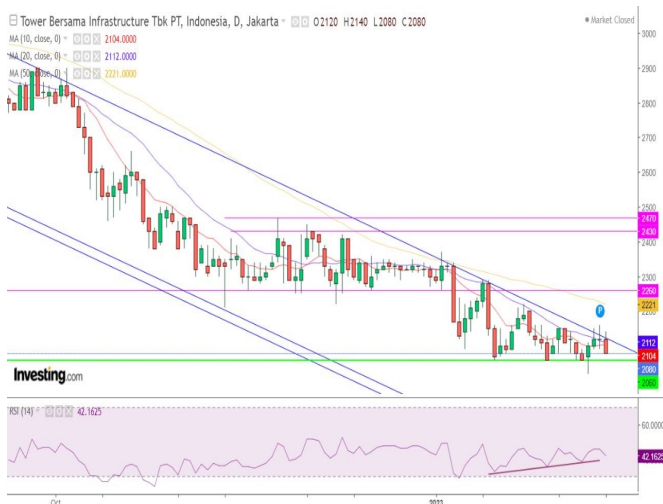 Tower Bersama Infrastructure Tbk PT, Indonesia, D, Jakarta O2120 H2140 L2080 C2080
Market Closed
MA (10, close, 0) 2104.0000
MA (20, close, 0) 2112.0000
MA (50, close, 0) 2221.0000
3000
2900
2800
2700
2600
2500
2470
2430
2300
2260
2221
2200
P
2112
2104
2080
2060
Investing.com
RSI (14) 42.1625
60.0000
42.1625
Oct
2023